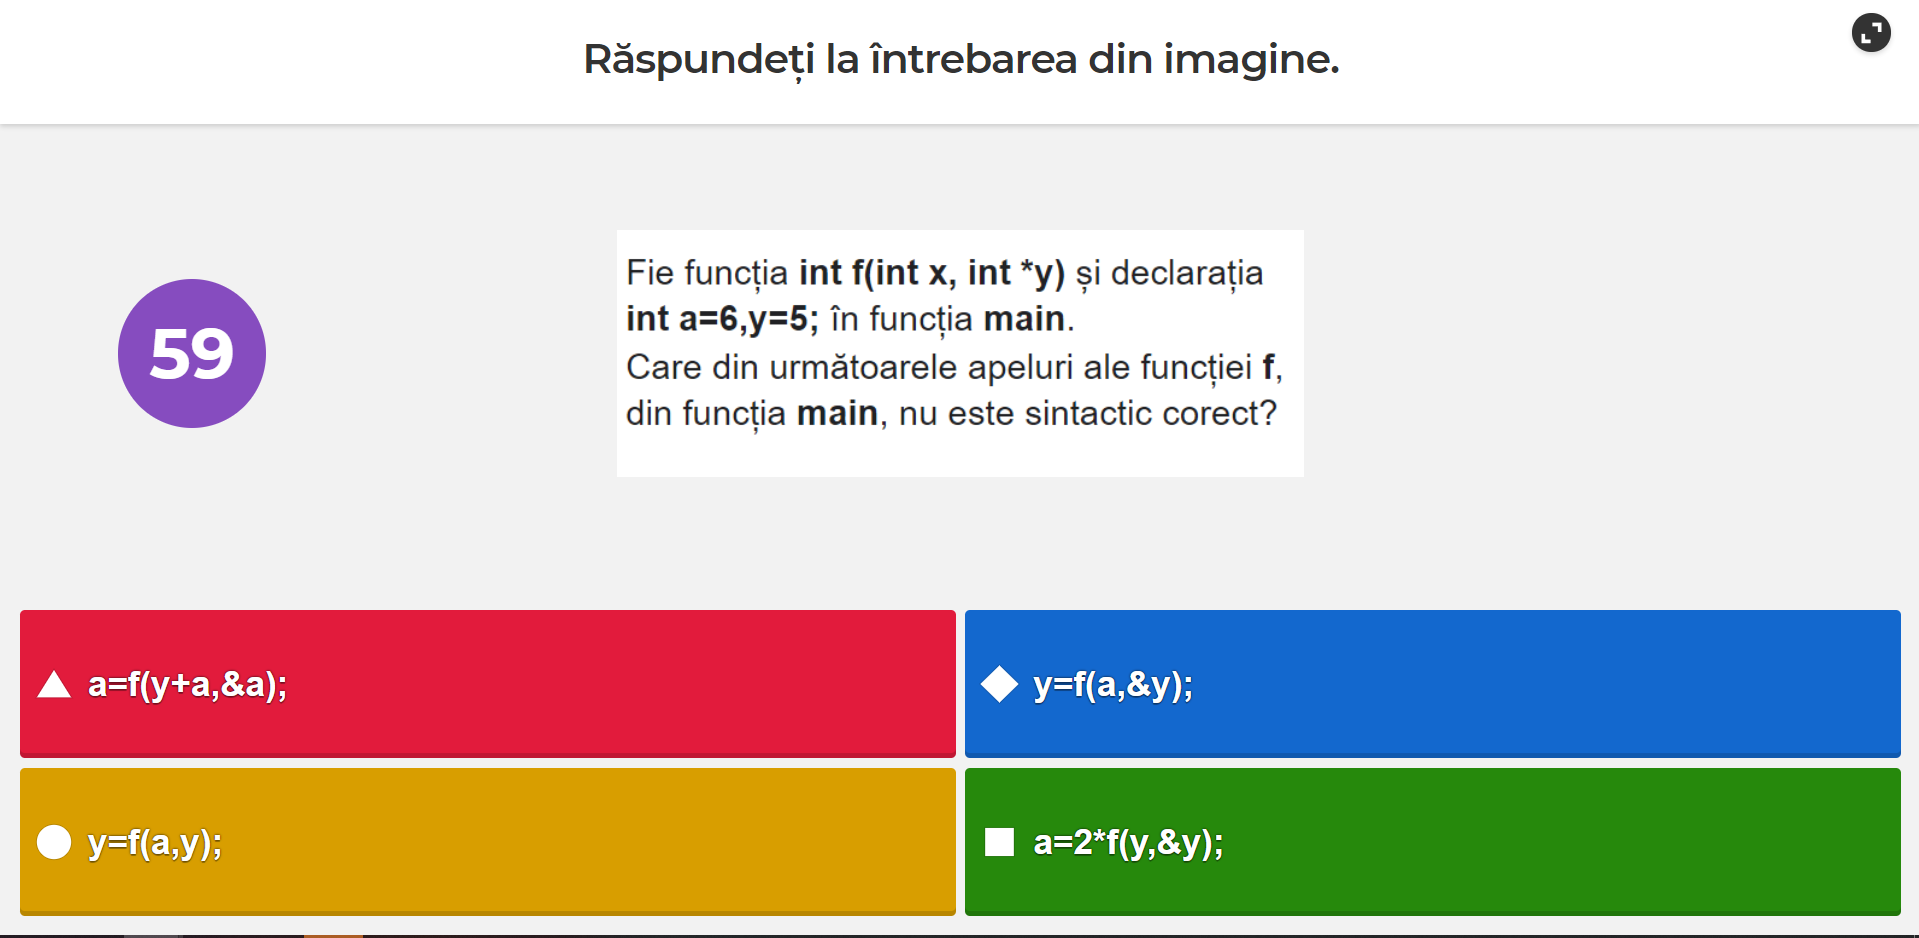 Răspundeți la întrebarea din imagine.
59
Fie funcția int f(int x, int *y) și declarația
int a=6,y=5; în funcția main.
Care din următoarele apeluri ale funcției f,
din funcția main, nu este sintactic corect?
a=f(y+a,&a);
y=f(a,&y);
y=f(a,y);
a=2*f(y,&y);